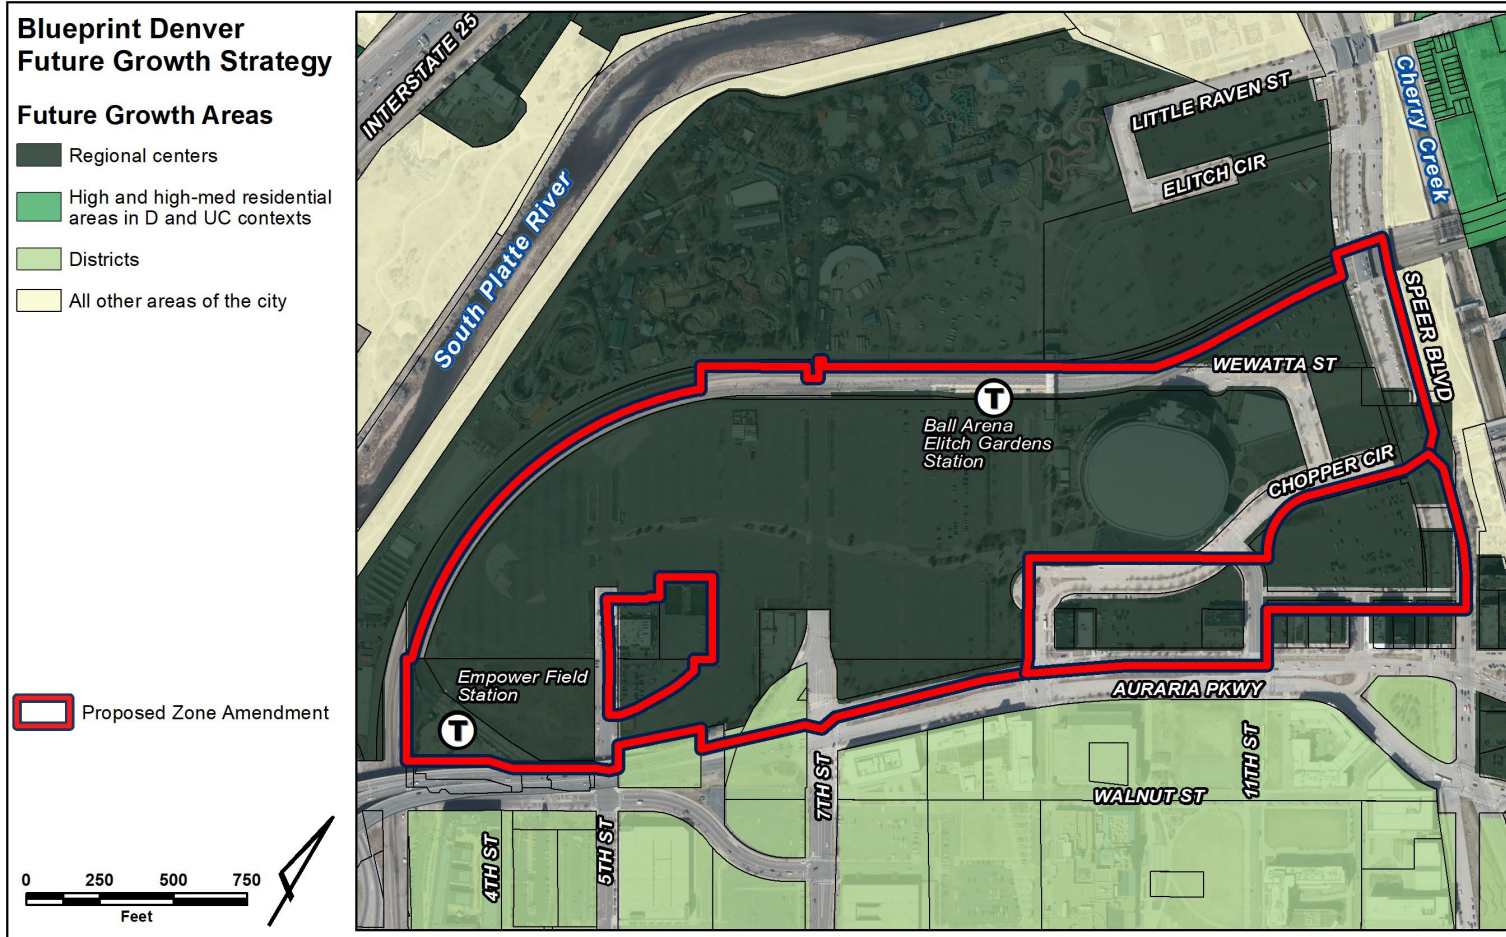 Blueprint Denver
Future Growth Strategy
Future Growth Areas
Regional centers
High and high-med residential
areas in D and UC contexts
Districts
All other areas of the city
Proposed Zone Amendment
0 250 500 750
Feet
INTERSTATE 25
South Platte River
LITTLE RAVEN ST
ELITCH CIR
Cherry Creek
SPEER BLVD
WEWATTA ST
T
Ball Arena
Elitch Gardens
Station
CHOPPER CIR
Empower Field
Station
T
AURARIA PKWY
7TH ST
11TH ST
WALNUT ST
4TH ST
5TH ST